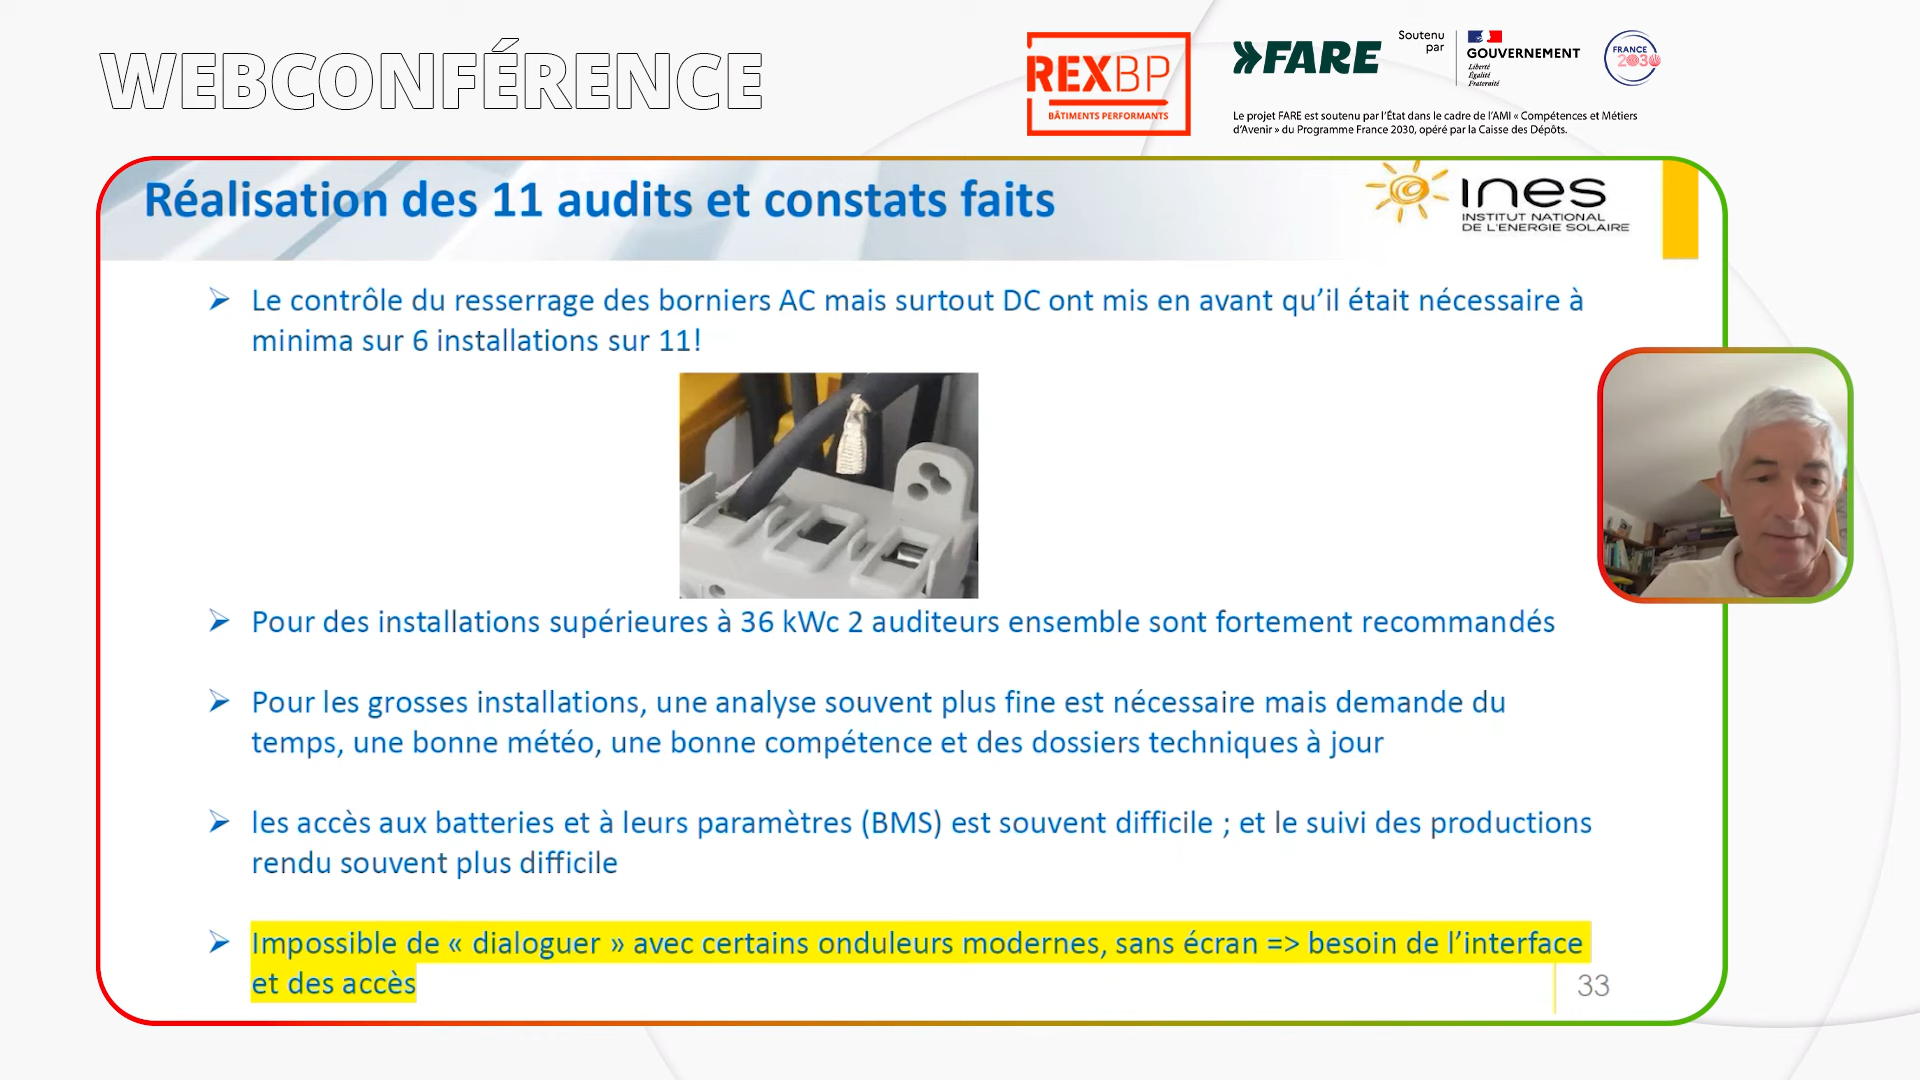 WEBCONFÉRENCE
REXBP
BÂTIMENTS PERFORMANTS
FARE
Soutenu
par
GOUVERNEMENT
Liberté
Égalité
Fraternité
FRANCE
2030
Le projet FARE est soutenu par l’État dans le cadre de l’AMI « Compétences et Métiers
d’Avenir » du Programme France 2030, opéré par la Caisse des Dépôts.
Réalisation des 11 audits et constats faits
ines
INSTITUT NATIONAL
DE L'ENERGIE SOLAIRE
➢ Le contrôle du resserrage des borniers AC mais surtout DC ont mis en avant qu’il était nécessaire à
minima sur 6 installations sur 11!
➢ Pour des installations supérieures à 36 kWc 2 auditeurs ensemble sont fortement recommandés
➢ Pour les grosses installations, une analyse souvent plus fine est nécessaire mais demande du
temps, une bonne météo, une bonne compétence et des dossiers techniques à jour
➢ les accès aux batteries et à leurs paramètres (BMS) est souvent difficile ; et le suivi des productions
rendu souvent plus difficile
➢ Impossible de « dialoguer » avec certains onduleurs modernes, sans écran => besoin de l’interface
et des accès
33